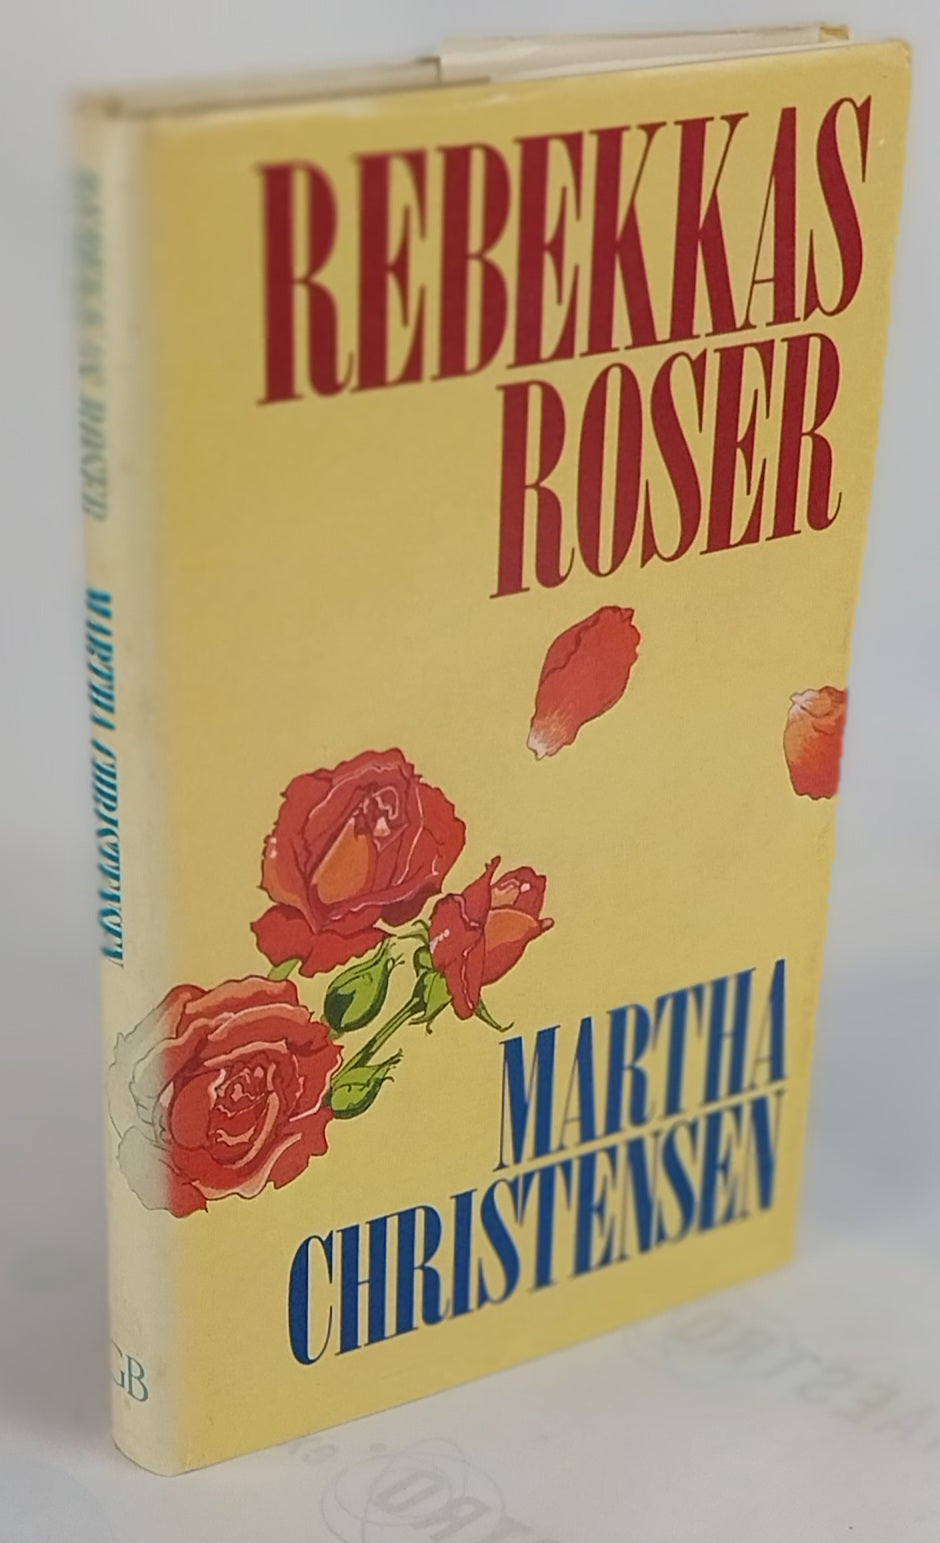 REBEKKAS
ROSER
MARTHA
CHRISTENSEN
REBEKKAS ROSER MARTHA CHRISTENSEN
GB